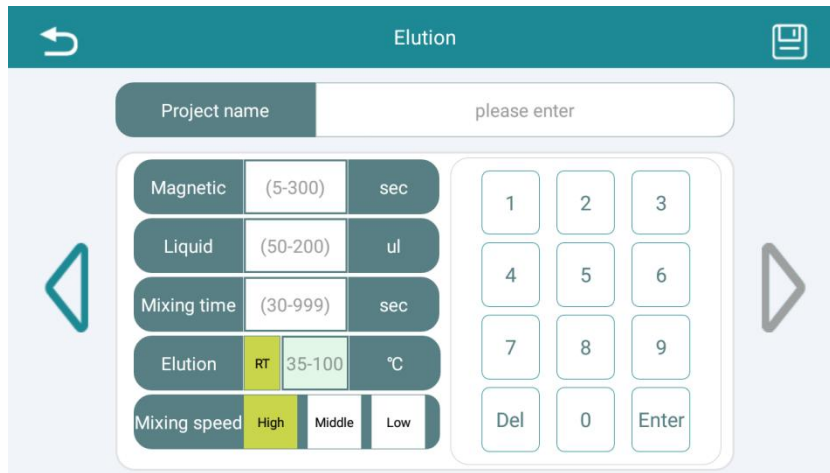 Elution
Project name please enter
Magnetic (5-300) sec
Liquid (50-200) ul
Mixing time (30-999) sec
Elution RT 35-100 ℃
Mixing speed High Middle Low
1 2 3
4 5 6
7 8 9
Del 0 Enter